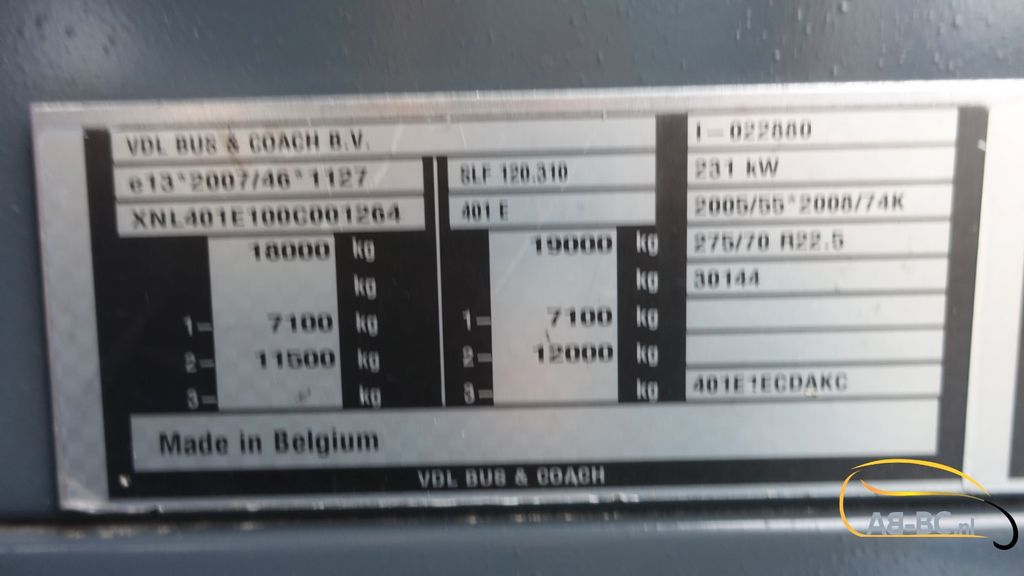 VDL BUS & COACH B.V.
e13*2007/46*1127
XNL401E100C001264
SLF 120.310
401 E
18000 kg
kg
1= 7100 kg
2= 11500 kg
3= kg
19000 kg
kg
1= 7100 kg
2= 12000 kg
3= kg
I-022880
231 kW
2005/55*2008/74K
275/70 R22.5
30144
401E1ECDAKC
Made in Belgium
VDL BUS & COACH
AB-BC.nl